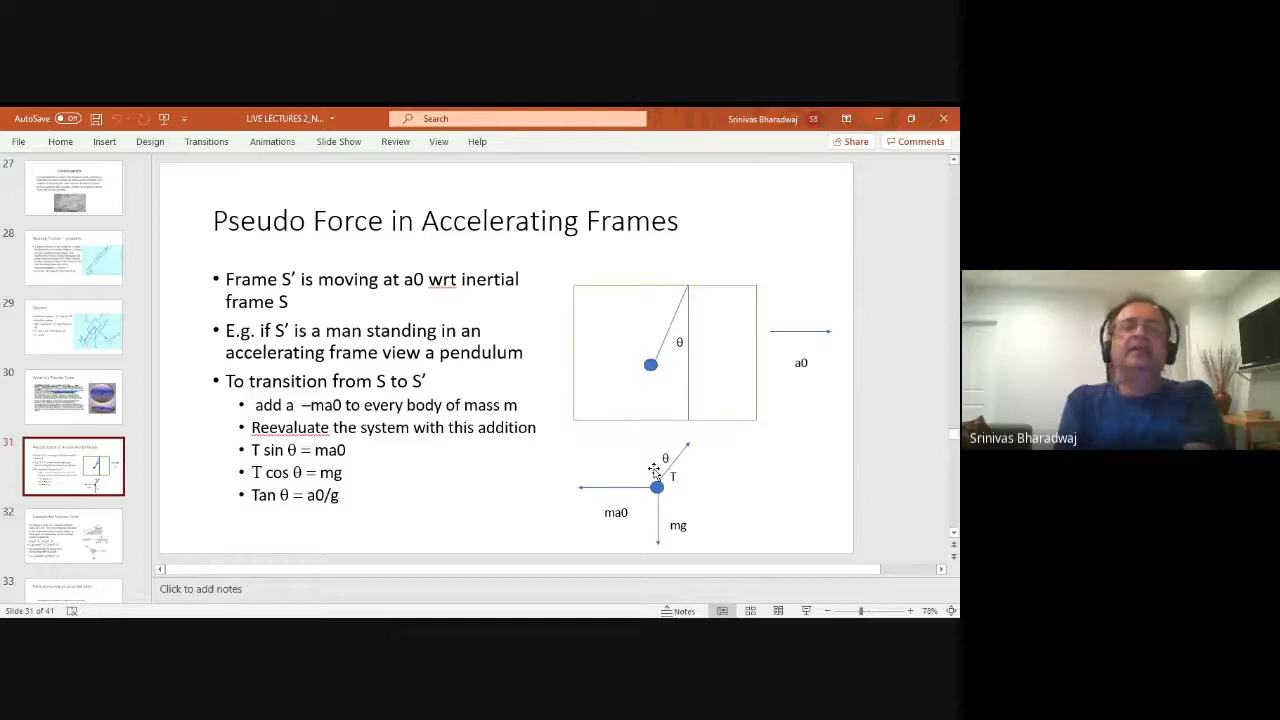 AutoSave Off LIVE LECTURES 2_N... Search Srinivas Bharadwaj SB
File Home Insert Design Transitions Animations Slide Show Review View Help Share Comments
27
28
29
30
31
32
33
Pseudo Force in Accelerating Frames
• Frame S’ is moving at a0 wrt inertial
frame S
• E.g. if S’ is a man standing in an
accelerating frame view a pendulum
• To transition from S to S’
• add a –ma0 to every body of mass m
• Reevaluate the system with this addition
• T sin θ = ma0
• T cos θ = mg
• Tan θ = a0/g
θ
a0
θ
T
ma0
mg
Click to add notes
Slide 31 of 41 Notes 78%
Srinivas Bharadwaj